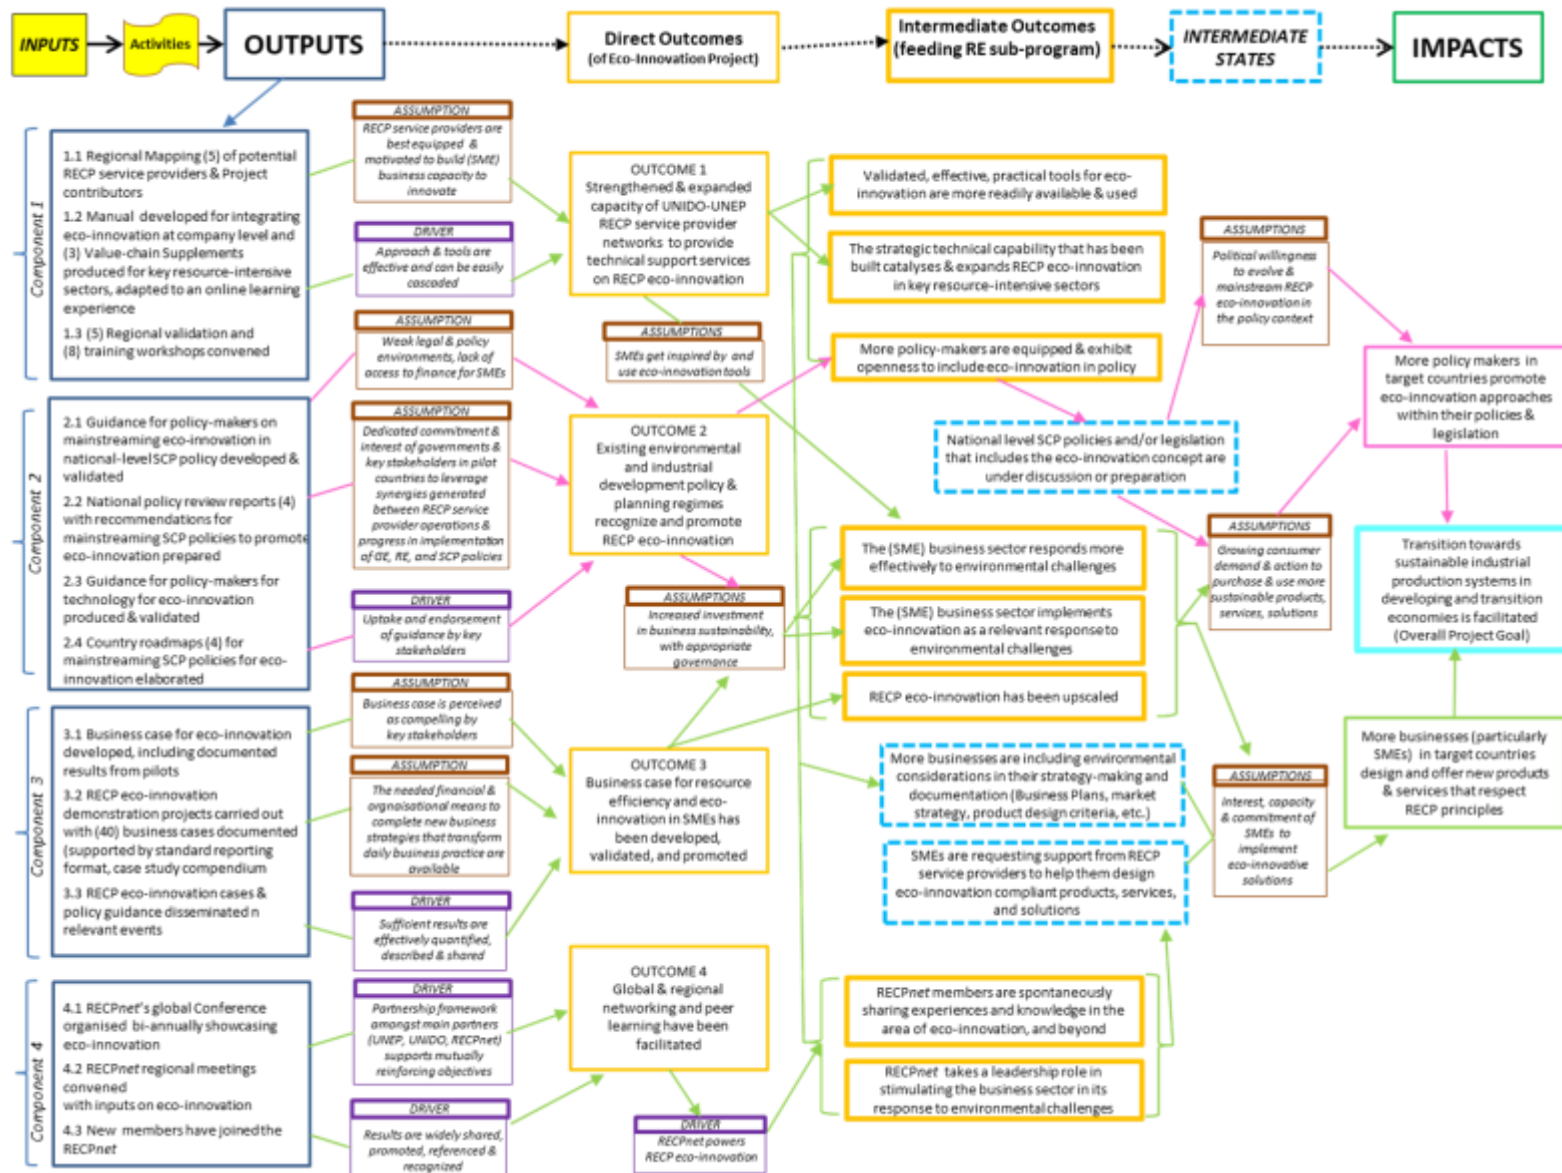 INPUTS
Activities
OUTPUTS
Direct Outcomes
(of Eco-Innovation Project)
Intermediate Outcomes
(feeding RE sub-program)
INTERMEDIATE
STATES
IMPACTS
Component 1
1.1 Regional Mapping (5) of potential
RECP service providers & Project
contributors
1.2 Manual developed for integrating
eco-innovation at company level and
(3) Value-chain Supplements
produced for key resource-intensive
sectors, adapted to an online learning
experience
1.3 (5) Regional validation and
(8) training workshops convened
Component 2
2.1 Guidance for policy-makers on
mainstreaming eco-innovation in
national-level SCP policy developed &
validated
2.2 National policy review reports (4)
with recommendations for
mainstreaming SCP policies to promote
eco-innovation prepared
2.3 Guidance for policy-makers for
technology for eco-innovation
produced & validated
2.4 Country roadmaps (4) for
mainstreaming SCP policies for eco-
innovation elaborated
Component 3
3.1 Business case for eco-innovation
developed, including documented
results from pilots
3.2 RECP eco-innovation
demonstration projects carried out
with (40) business cases documented
(supported by standard reporting
format, case study compendium
3.3 RECP eco-innovation cases &
policy guidance disseminated n
relevant events
Component 4
4.1 RECPnet's global Conference
organised bi-annually showcasing
eco-innovation
4.2 RECPnet regional meetings
convened
with inputs on eco-innovation
4.3 New members have joined the
RECPnet
ASSUMPTION
RECP service providers are
best equipped &
motivated to build (SME)
business capacity to
innovate
DRIVER
Approach & tools are
effective and can be easily
cascaded
ASSUMPTION
Weak legal & policy
environments, lack of
access to finance for SMEs
ASSUMPTION
Dedicated commitment &
interest of governments &
key stakeholders in pilot
countries to leverage
synergies generated
between RECP service
provider operations &
progress in implementation
of GE, RE, and SCP policies
DRIVER
Uptake and endorsement
of guidance by key
stakeholders
ASSUMPTION
Business case is perceived
as compelling by
key stakeholders
ASSUMPTION
The needed financial &
orgnaisational means to
complete new business
strategies that transform
daily business practice are
available
DRIVER
Sufficient results are
effectively quantified,
described & shared
DRIVER
Partnership framework
amongst main partners
(UNEP, UNIDO, RECPnet)
supports mutually
reinforcing objectives
DRIVER
Results are widely shared,
promoted, referenced &
recognized
OUTCOME 1
Strengthened & expanded
capacity of UNIDO-UNEP
RECP service provider
networks to provide
technical support services
on RECP eco-innovation
ASSUMPTIONS
SMEs get inspired by and
use eco-innovation tools
OUTCOME 2
Existing environmental
and industrial
development policy &
planning regimes
recognize and promote
RECP eco-innovation
ASSUMPTIONS
Increased investment
in business sustainability,
with appropriate
governance
OUTCOME 3
Business case for resource
efficiency and eco-
innovation in SMEs has
been developed,
validated, and promoted
OUTCOME 4
Global & regional
networking and peer
learning have been
facilitated
DRIVER
RECPnet powers
RECP eco-innovation
Validated, effective, practical tools for eco-
innovation are more readily available & used
The strategic technical capability that has been
built catalyses & expands RECP eco-innovation
in key resource-intensive sectors
More policy-makers are equipped & exhibit
openness to include eco-innovation in policy
National level SCP policies and/or legislation
that includes the eco-innovation concept are
under discussion or preparation
The (SME) business sector responds more
effectively to environmental challenges
The (SME) business sector implements
eco-innovation as a relevant response to
environmental challenges
RECP eco-innovation has been upscaled
More businesses are including environmental
considerations in their strategy-making and
documentation (Business Plans, market
strategy, product design criteria, etc.)
SMEs are requesting support from RECP
service providers to help them design
eco-innovation compliant products, services,
and solutions
RECPnet members are spontaneously
sharing experiences and knowledge in the
area of eco-innovation, and beyond
RECPnet takes a leadership role in
stimulating the business sector in its
response to environmental challenges
ASSUMPTIONS
Political willingness
to evolve &
mainstream RECP
eco-innovation in
the policy context
ASSUMPTIONS
Growing consumer
demand & action to
purchase & use more
sustainable products,
services, solutions
ASSUMPTIONS
Interest, capacity
& commitment of
SMEs to
implement
eco-innovative
solutions
More policy makers in
target countries promote
eco-innovation approaches
within their policies &
legislation
Transition towards
sustainable industrial
production systems in
developing and transition
economies is facilitated
(Overall Project Goal)
More businesses (particularly
SMEs) in target countries
design and offer new products
& services that respect
RECP principles